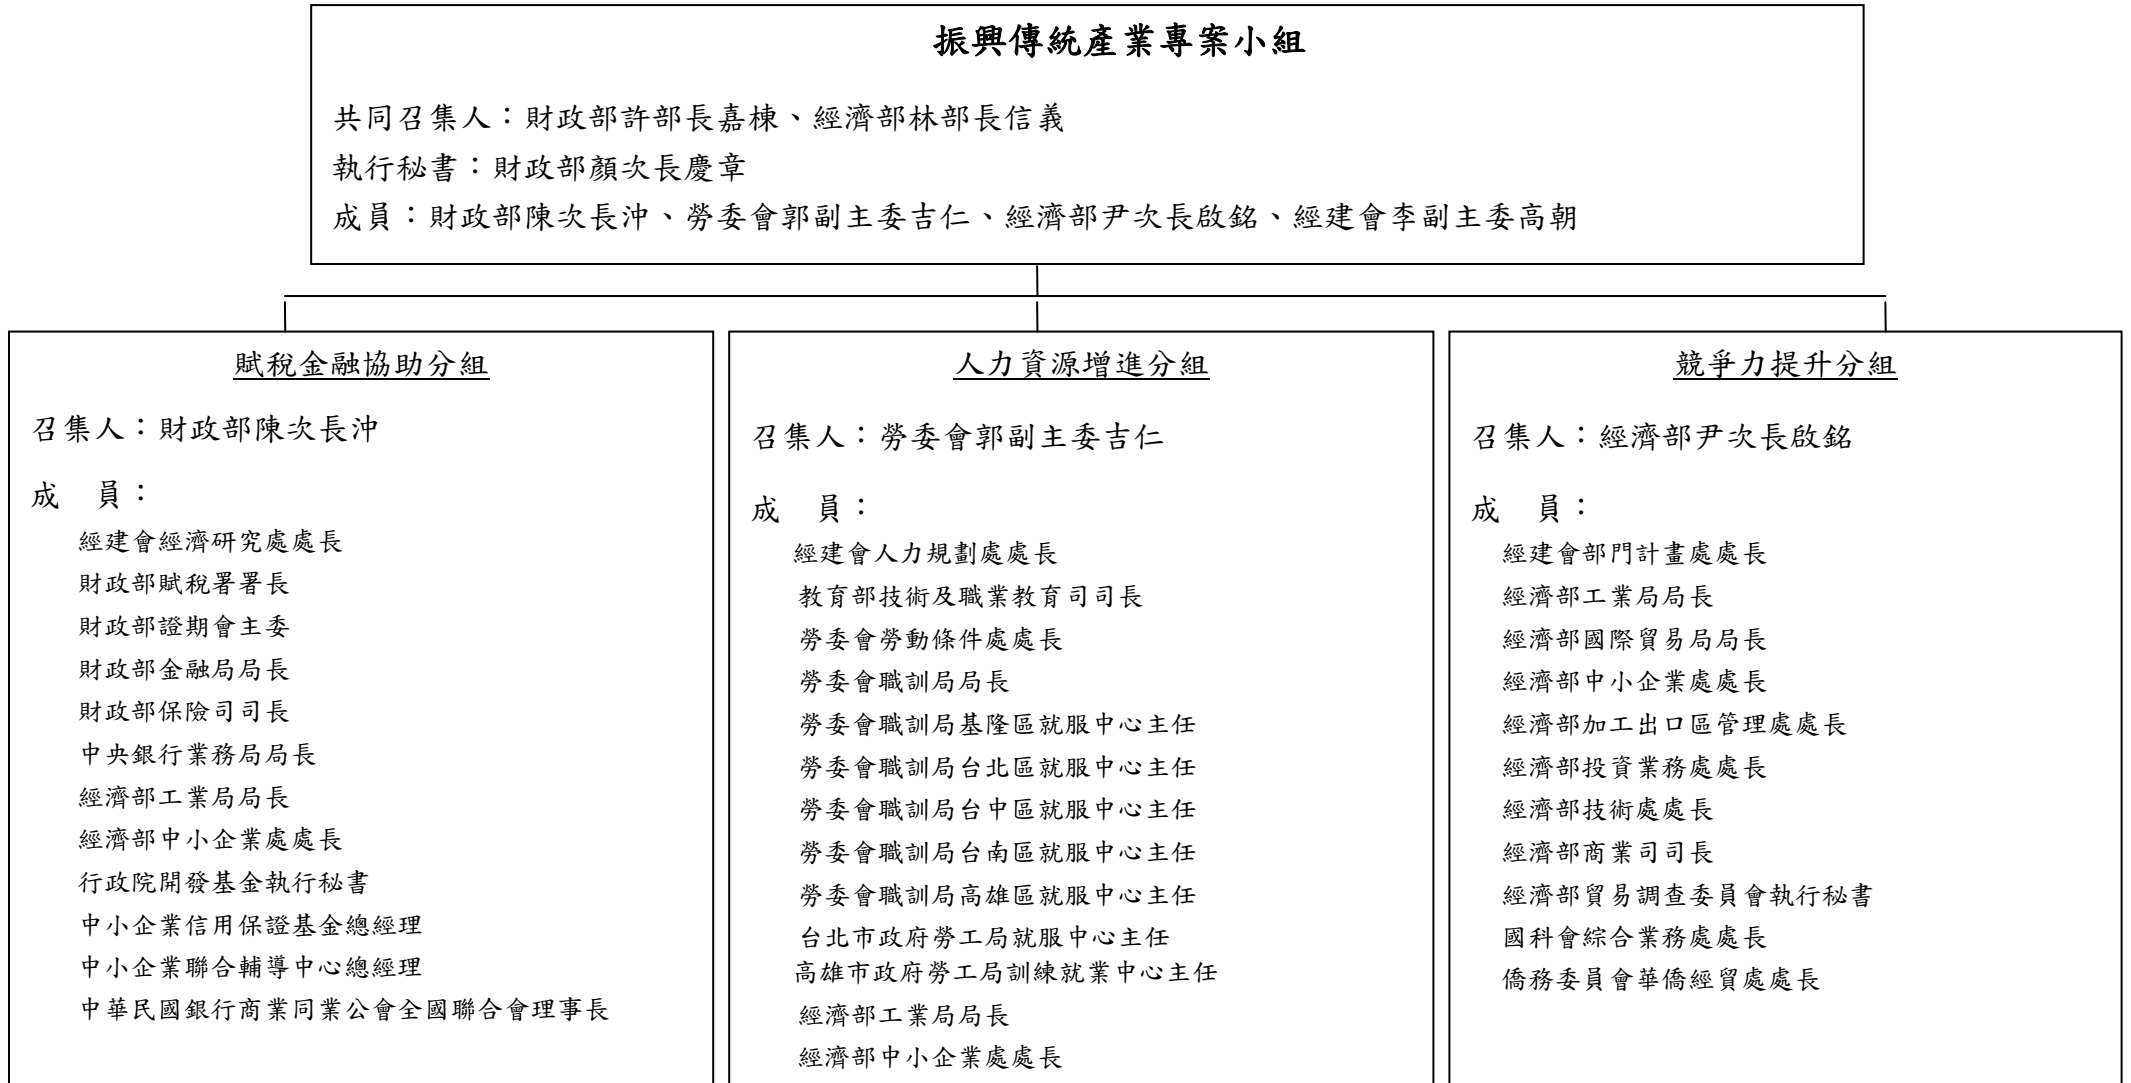 振興傳統產業專案小組
共同召集人：財政部許部長嘉棟、經濟部林部長信義
執行秘書：財政部顏次長慶章
成員：財政部陳次長沖、勞委會郭副主委吉仁、經濟部尹次長啟銘、經建會李副主委高朝
賦稅金融協助分組
召集人：財政部陳次長沖
成　員：
經建會經濟研究處處長
財政部賦稅署署長
財政部證期會主委
財政部金融局局長
財政部保險司司長
中央銀行業務局局長
經濟部工業局局長
經濟部中小企業處處長
行政院開發基金執行秘書
中小企業信用保證基金總經理
中小企業聯合輔導中心總經理
中華民國銀行商業同業公會全國聯合會理事長
人力資源增進分組
召集人：勞委會郭副主委吉仁
成　員：
經建會人力規劃處處長
教育部技術及職業教育司司長
勞委會勞動條件處處長
勞委會職訓局局長
勞委會職訓局基隆區就服中心主任
勞委會職訓局台北區就服中心主任
勞委會職訓局台中區就服中心主任
勞委會職訓局台南區就服中心主任
勞委會職訓局高雄區就服中心主任
台北市政府勞工局就服中心主任
高雄市政府勞工局訓練就業中心主任
經濟部工業局局長
經濟部中小企業處處長
競爭力提升分組
召集人：經濟部尹次長啟銘
成　員：
經建會部門計畫處處長
經濟部工業局局長
經濟部國際貿易局局長
經濟部中小企業處處長
經濟部加工出口區管理處處長
經濟部投資業務處處長
經濟部技術處處長
經濟部商業司司長
經濟部貿易調查委員會執行秘書
國科會綜合業務處處長
僑務委員會華僑經貿處處長